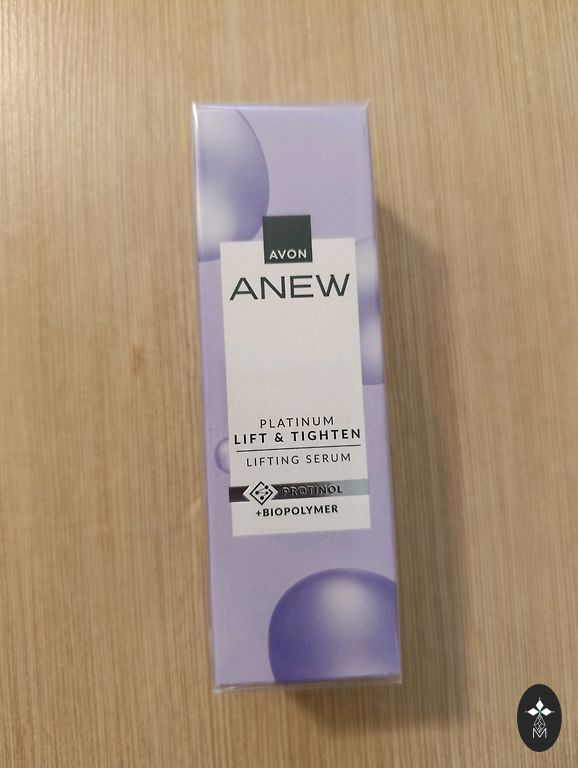 AVON
ANEW
PLATINUM
LIFT & TIGHTEN
LIFTING SERUM
PROTINOL
+BIOPOLYMER
M